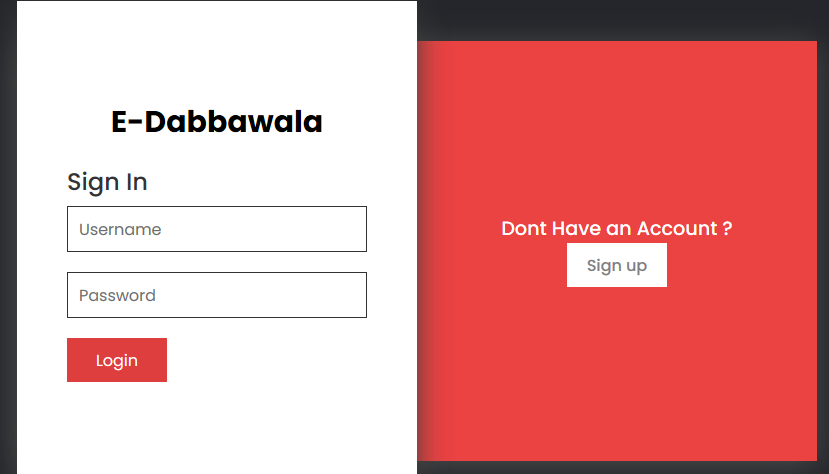 E-Dabbawala
Sign In
Username
Password
Login
Dont Have an Account ?
Sign up